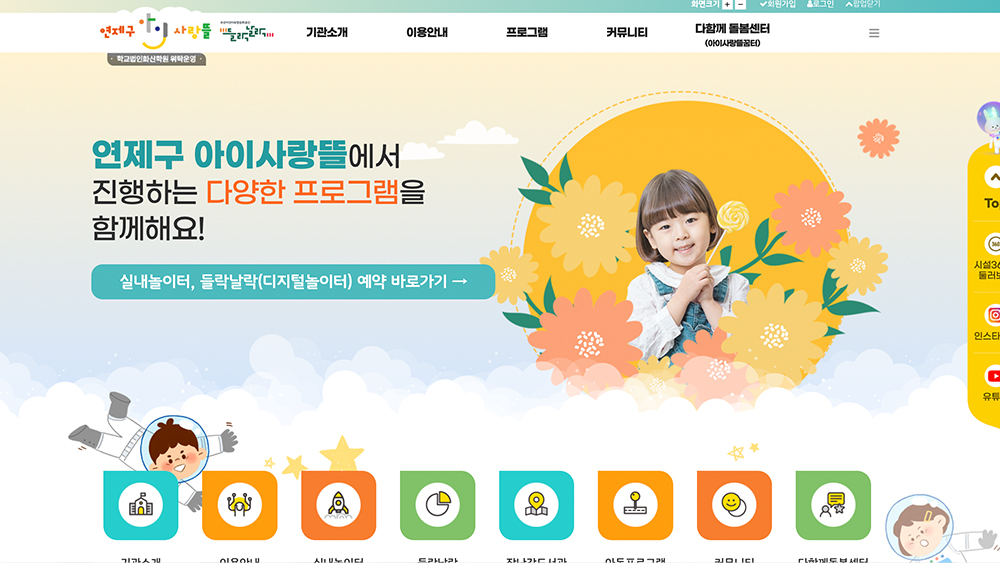 화면크기 + - 회원가입 로그인 팝업닫기
연제구 아이 사랑뜰
들락날락
· 학교법인화신학원 위탁운영 ·
기관소개 이용안내 프로그램 커뮤니티 다함께 돌봄센터
(아이사랑뜰꿈터)
연제구 아이사랑뜰에서
진행하는 다양한 프로그램을
함께해요!
실내놀이터, 들락날락(디지털놀이터) 예약 바로가기 →
To
시설36
둘러보
인스타
유튜
기관소개 이용안내 실내놀이터 들락날락 장난감도서관 아동프로그램 커뮤니티 다함께돌봄센터